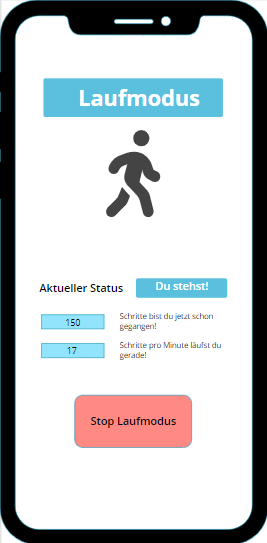 Laufmodus
Aktueller Status
Du stehst!
150
Schritte bist du jetzt schon
gegangen!
17
Schritte pro Minute läufst du
gerade!
Stop Laufmodus